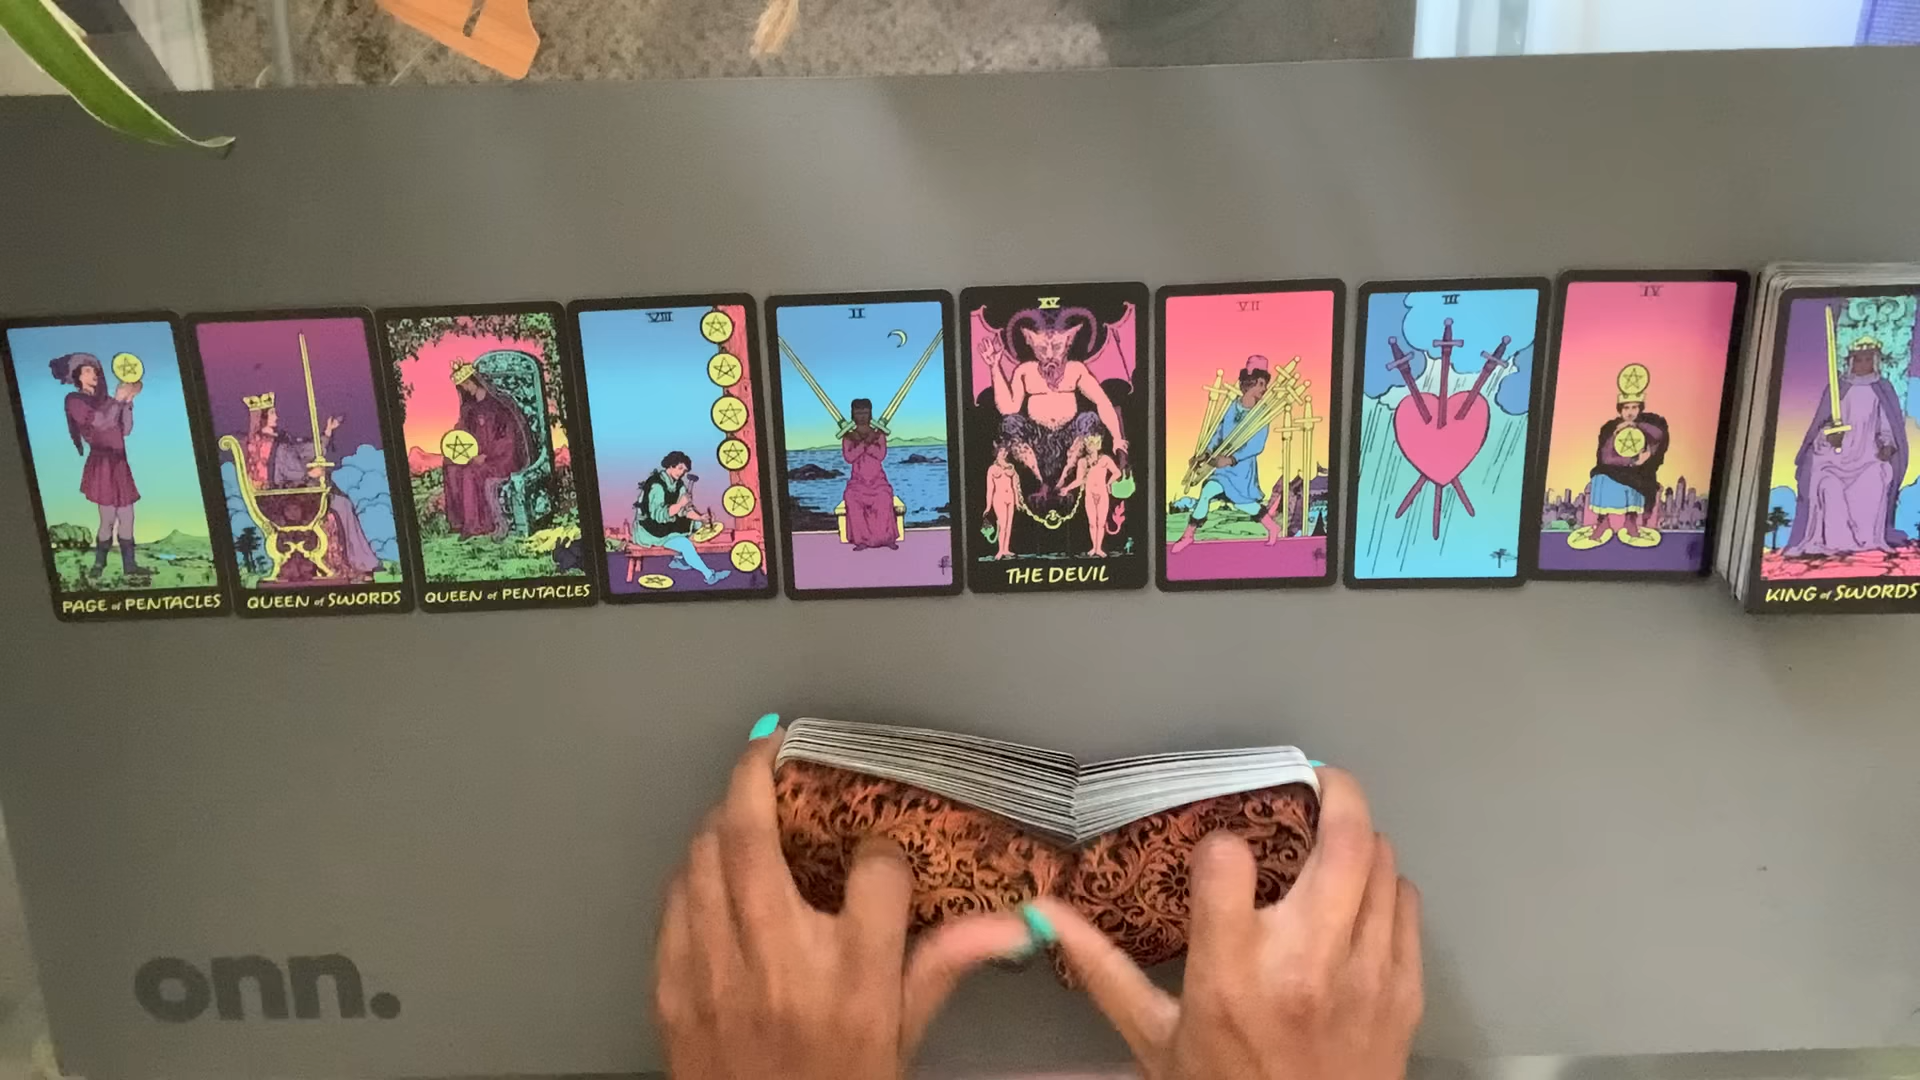 VIII
II
XV
VII
III
IV
PAGE of PENTACLES
QUEEN of SWORDS
QUEEN of PENTACLES
THE DEVIL
KING of SWORDS
onn.